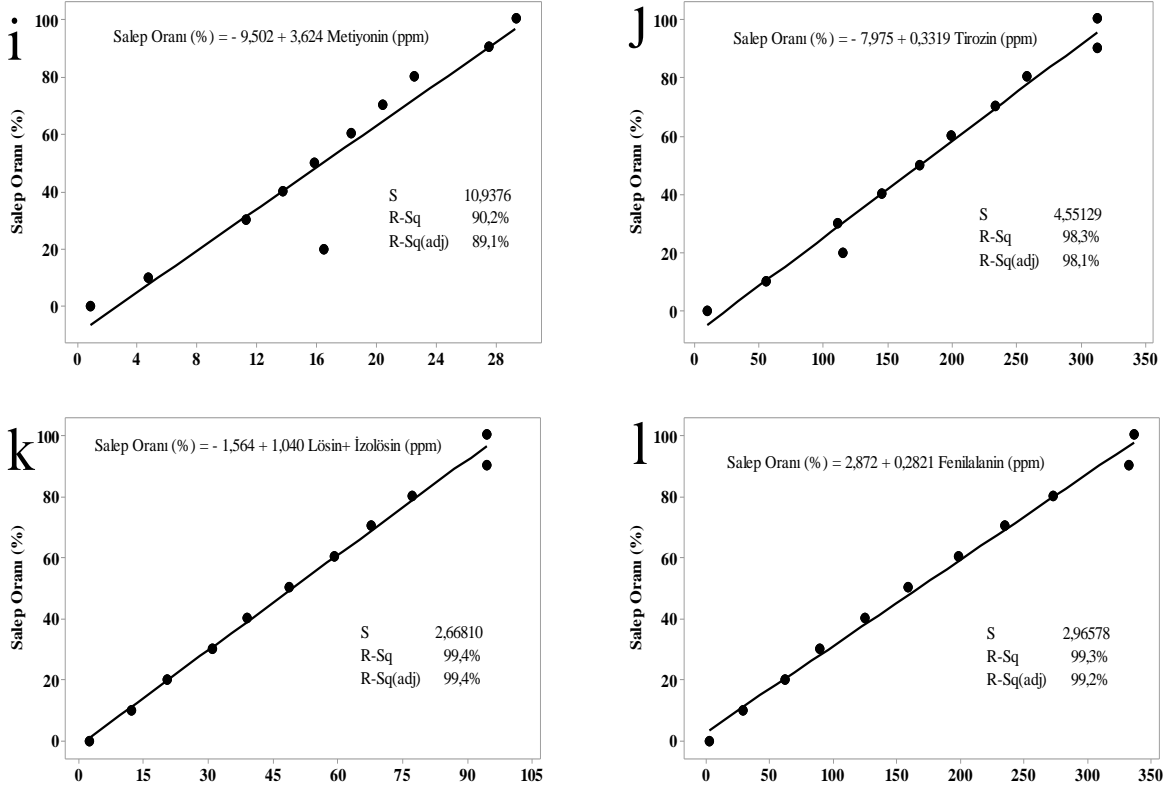 i
Salep Oranı (%) = - 9,502 + 3,624 Metiyonin (ppm)
Salep Oranı (%)
100
80
60
40
20
0
S 10,9376
R-Sq 90,2%
R-Sq(adj) 89,1%
0 4 8 12 16 20 24 28
j
Salep Oranı (%) = - 7,975 + 0,3319 Tirozin (ppm)
Salep Oranı (%)
100
80
60
40
20
0
S 4,55129
R-Sq 98,3%
R-Sq(adj) 98,1%
0 50 100 150 200 250 300 350
k
Salep Oranı (%) = - 1,564 + 1,040 Lösin+ İzolösin (ppm)
Salep Oranı (%)
100
80
60
40
20
0
S 2,66810
R-Sq 99,4%
R-Sq(adj) 99,4%
0 15 30 45 60 75 90 105
l
Salep Oranı (%) = 2,872 + 0,2821 Fenilalanin (ppm)
Salep Oranı (%)
100
80
60
40
20
0
S 2,96578
R-Sq 99,3%
R-Sq(adj) 99,2%
0 50 100 150 200 250 300 350